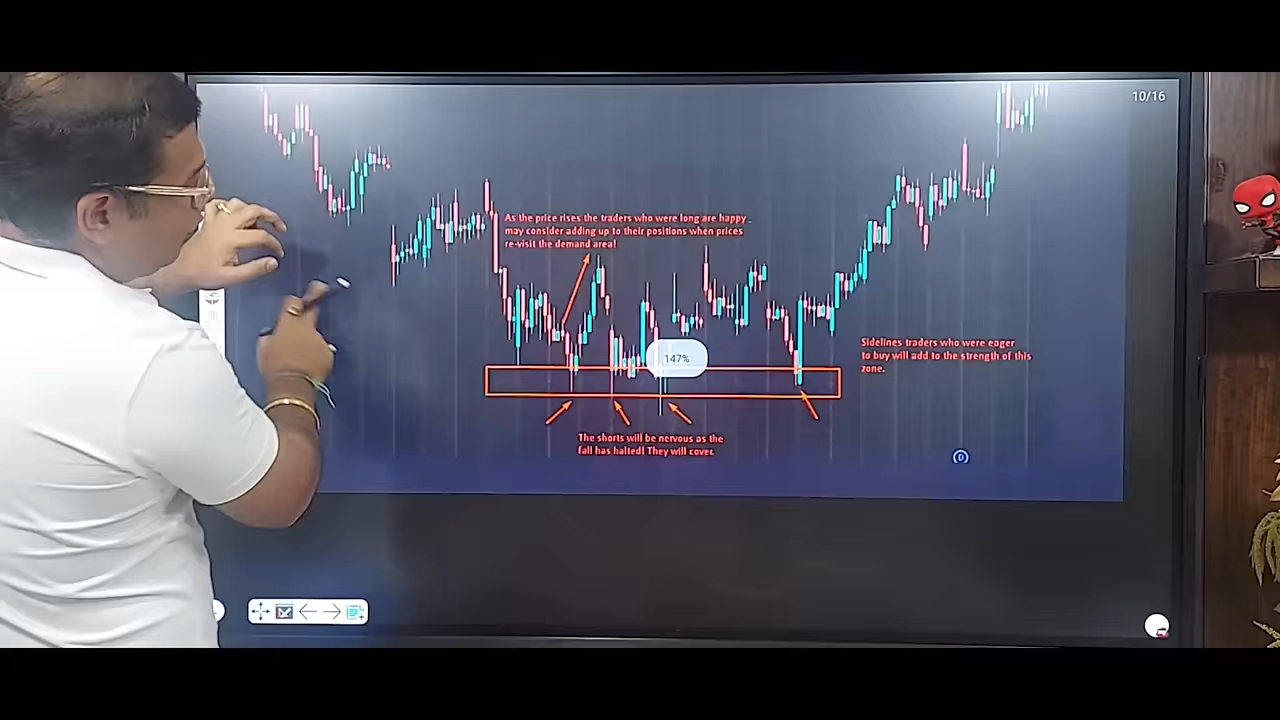 10/16
As the price rises the traders who were long are happy
may consider adding up to their positions when prices
re-visit the demand area!
147%
Sidelines traders who were eager
to buy will add to the strength of this
zone.
The shorts will be nervous as the
fall has halted! They will cover.
D